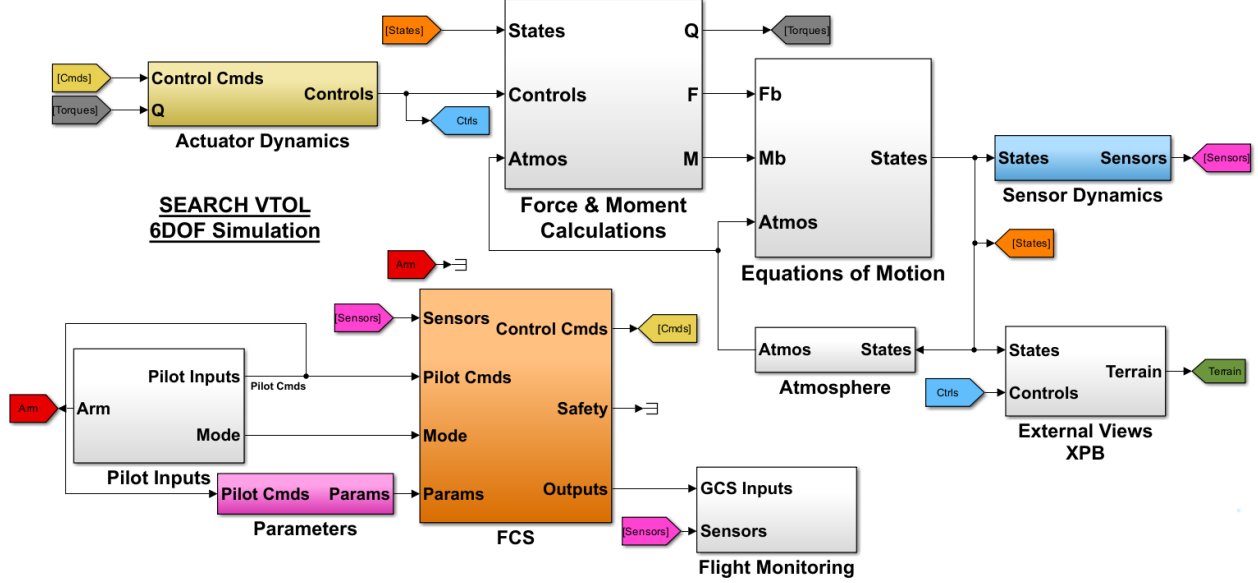 [States]
States
Q
[Torques]
[Cmds]
Control Cmds
Controls
[Torques]
Q
Actuator Dynamics
Ctrls
Controls
F
Atmos
M
Force & Moment
Calculations
Fb
Mb
States
Atmos
Equations of Motion
States
Sensors
[Sensors]
Sensor Dynamics
[States]
SEARCH VTOL
6DOF Simulation
Arm
[Sensors]
Sensors
Control Cmds
[Cmds]
Pilot Cmds
Safety
Mode
Params
Outputs
FCS
Atmos
States
Atmosphere
States
Terrain
Terrain
Ctrls
Controls
External Views
XPB
Pilot Inputs
Pilot Cmds
Arm
Arm
Mode
Pilot Inputs
Pilot Cmds
Params
Parameters
GCS Inputs
[Sensors]
Sensors
Flight Monitoring